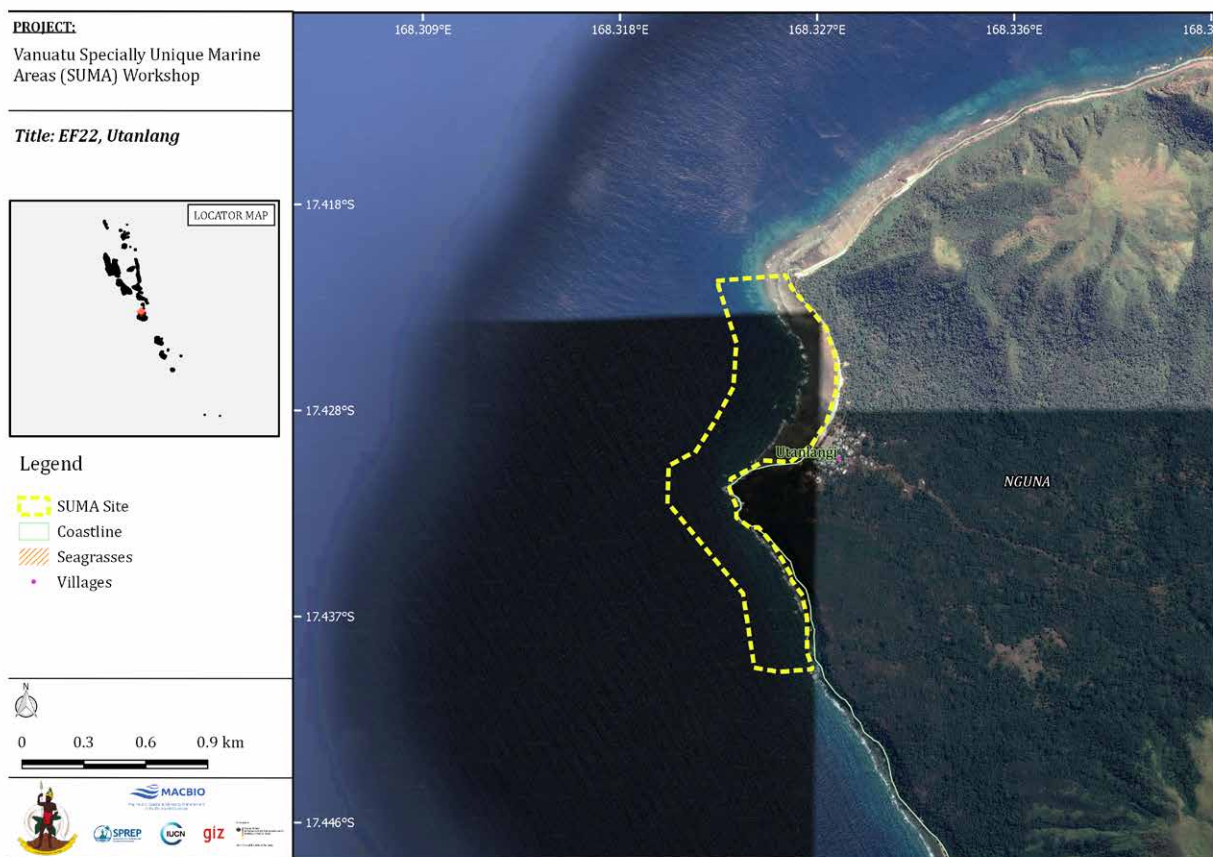 PROJECT:
Vanuatu Specially Unique Marine
Areas (SUMA) Workshop
Title: EF22, Utanlang
LOCATOR MAP
Legend
SUMA Site
Coastline
Seagrasses
Villages
N
0 0.3 0.6 0.9 km
MACBIO
SPREP
IUCN
giz
168.309°E 168.318°E 168.327°E 168.336°E
17.418°S
17.428°S
17.437°S
17.446°S
Utanlangi
NGUNA